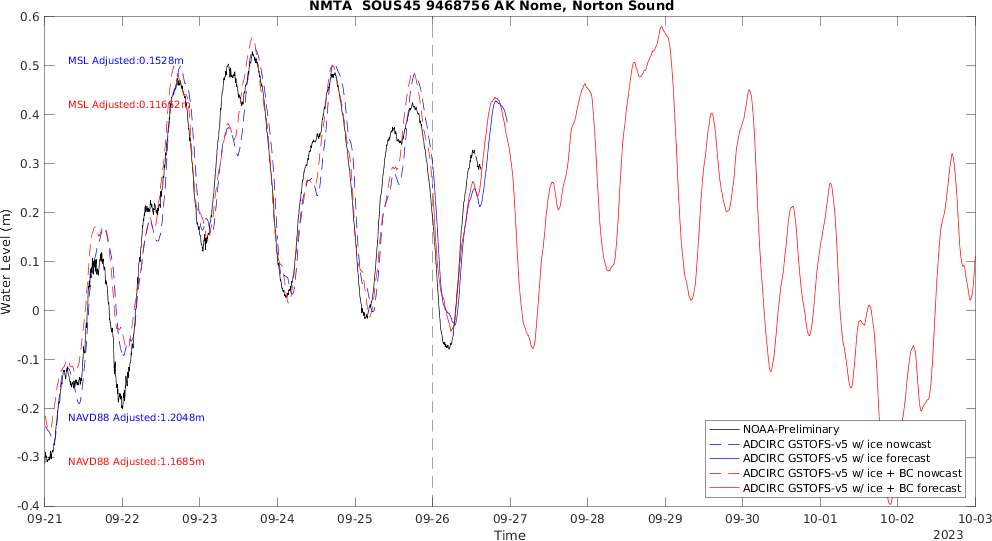 NMTA  SOUS45 9468756 AK Nome, Norton Sound
Water Level (m)
0.6
0.5
0.4
0.3
0.2
0.1
0
-0.1
-0.2
-0.3
-0.4
MSL Adjusted:0.1528m
MSL Adjusted:0.11662m
NAVD88 Adjusted:1.2048m
NAVD88 Adjusted:1.1685m
NOAA-Preliminary
ADCIRC GSTOFS-v5 w/ ice nowcast
ADCIRC GSTOFS-v5 w/ ice forecast
ADCIRC GSTOFS-v5 w/ ice + BC nowcast
ADCIRC GSTOFS-v5 w/ ice + BC forecast
09-21 09-22 09-23 09-24 09-25 09-26 09-27 09-28 09-29 09-30 10-01 10-02 10-03
Time
2023